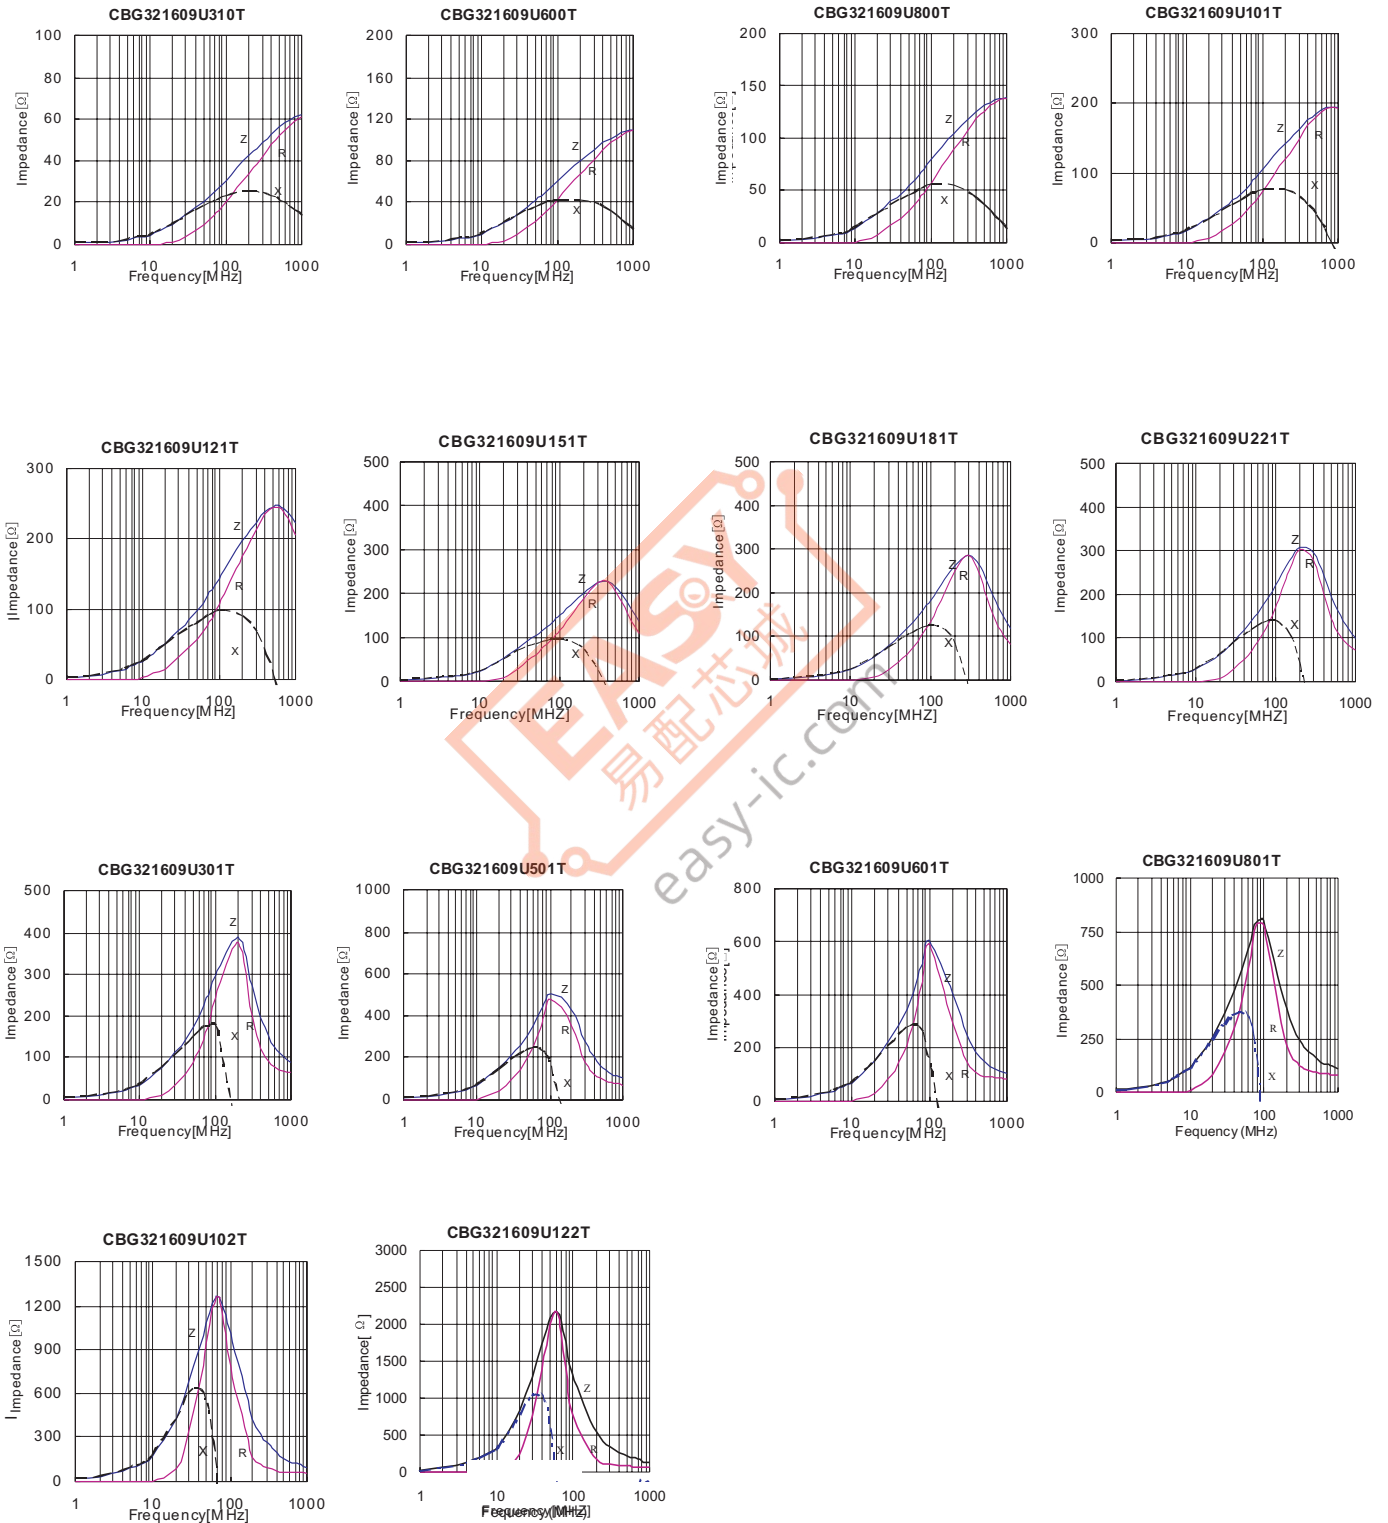 CBG321609U310T
100
80
60
40
20
0
Impedance[Ω]
Z
R
X
1 10 100 1000
Frequency[MHz]
CBG321609U600T
200
160
120
80
40
0
Impedance[Ω]
Z
R
X
1 10 100 1000
Frequency[MHz]
CBG321609U800T
200
150
100
50
0
Impedance[Ω]
Z
R
X
1 10 100 1000
Frequency[MHz]
CBG321609U101T
300
200
100
0
Impedance[Ω]
Z
R
X
1 10 100 1000
Frequency[MHz]
CBG321609U121T
300
200
100
0
Impedance[Ω]
Z
R
X
1 10 100 1000
Frequency[MHZ]
CBG321609U151T
500
400
300
200
100
0
Impedance[Ω]
Z
R
X
1 10 100 1000
Frequency[MHZ]
CBG321609U181T
500
400
300
200
100
0
Impedance[Ω]
Z
R
X
1 10 100 1000
Frequency[MHZ]
CBG321609U221T
500
400
300
200
100
0
Impedance[Ω]
Z
R
X
1 10 100 1000
Frequency[MHZ]
EASY
易配芯城
easy-ic.com
CBG321609U301T
500
400
300
200
100
0
Impedance[Ω]
Z
R
X
1 10 100 1000
Frequency[MHz]
CBG321609U501T
1000
800
600
400
200
0
Impedance[Ω]
Z
R
X
1 10 100 1000
Frequency[MHz]
CBG321609U601T
800
600
400
200
0
Impedance[Ω]
Z
X
R
1 10 100 1000
Frequency[MHz]
CBG321609U801T
1000
750
500
250
0
Impedance[Ω]
Z
R
X
1 10 100 1000
Fequency(MHz)
CBG321609U102T
1500
1200
900
600
300
0
Impedance[Ω]
Z
X
R
1 10 100 1000
Frequency[MHz]
CBG321609U122T
3000
2500
2000
1500
1000
500
0
Impedance[ Ω ]
Z
X
R
1 10 100 1000